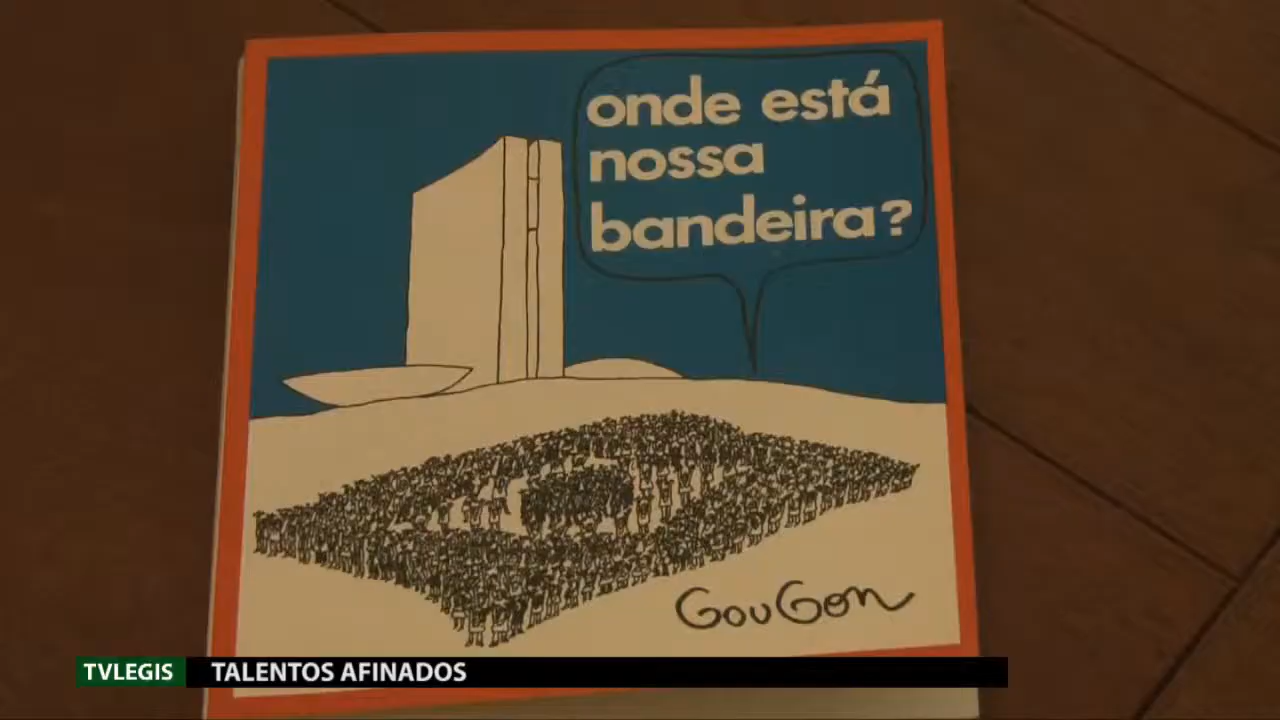 onde está
nossa
bandeira?
GouGon
TVLEGIS
TALENTOS AFINADOS